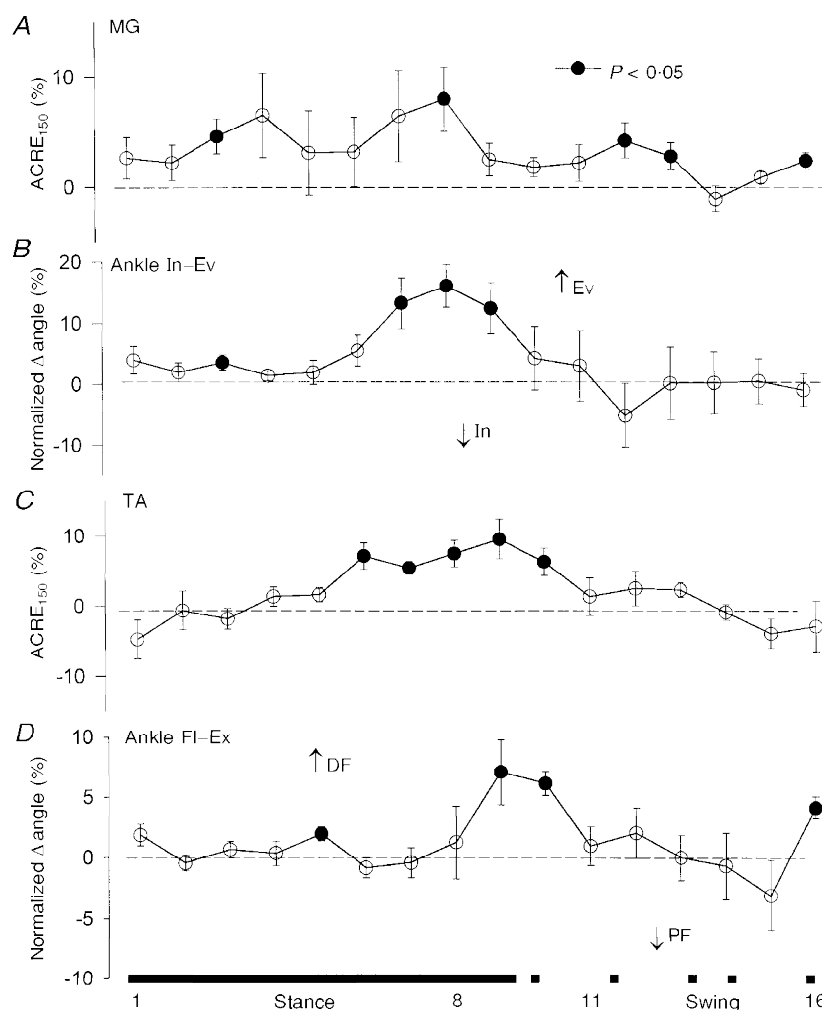 A MG
P < 0·05
ACRE150 (%)
10
0
B Ankle In–Ev
↑ Ev
↓ In
Normalized Δ angle (%)
20
10
0
-10
C TA
ACRE150 (%)
10
0
-10
D Ankle Fl–Ex
↑ DF
↓ PF
Normalized Δ angle (%)
10
5
0
-5
-10
1 Stance 8 11 Swing 16